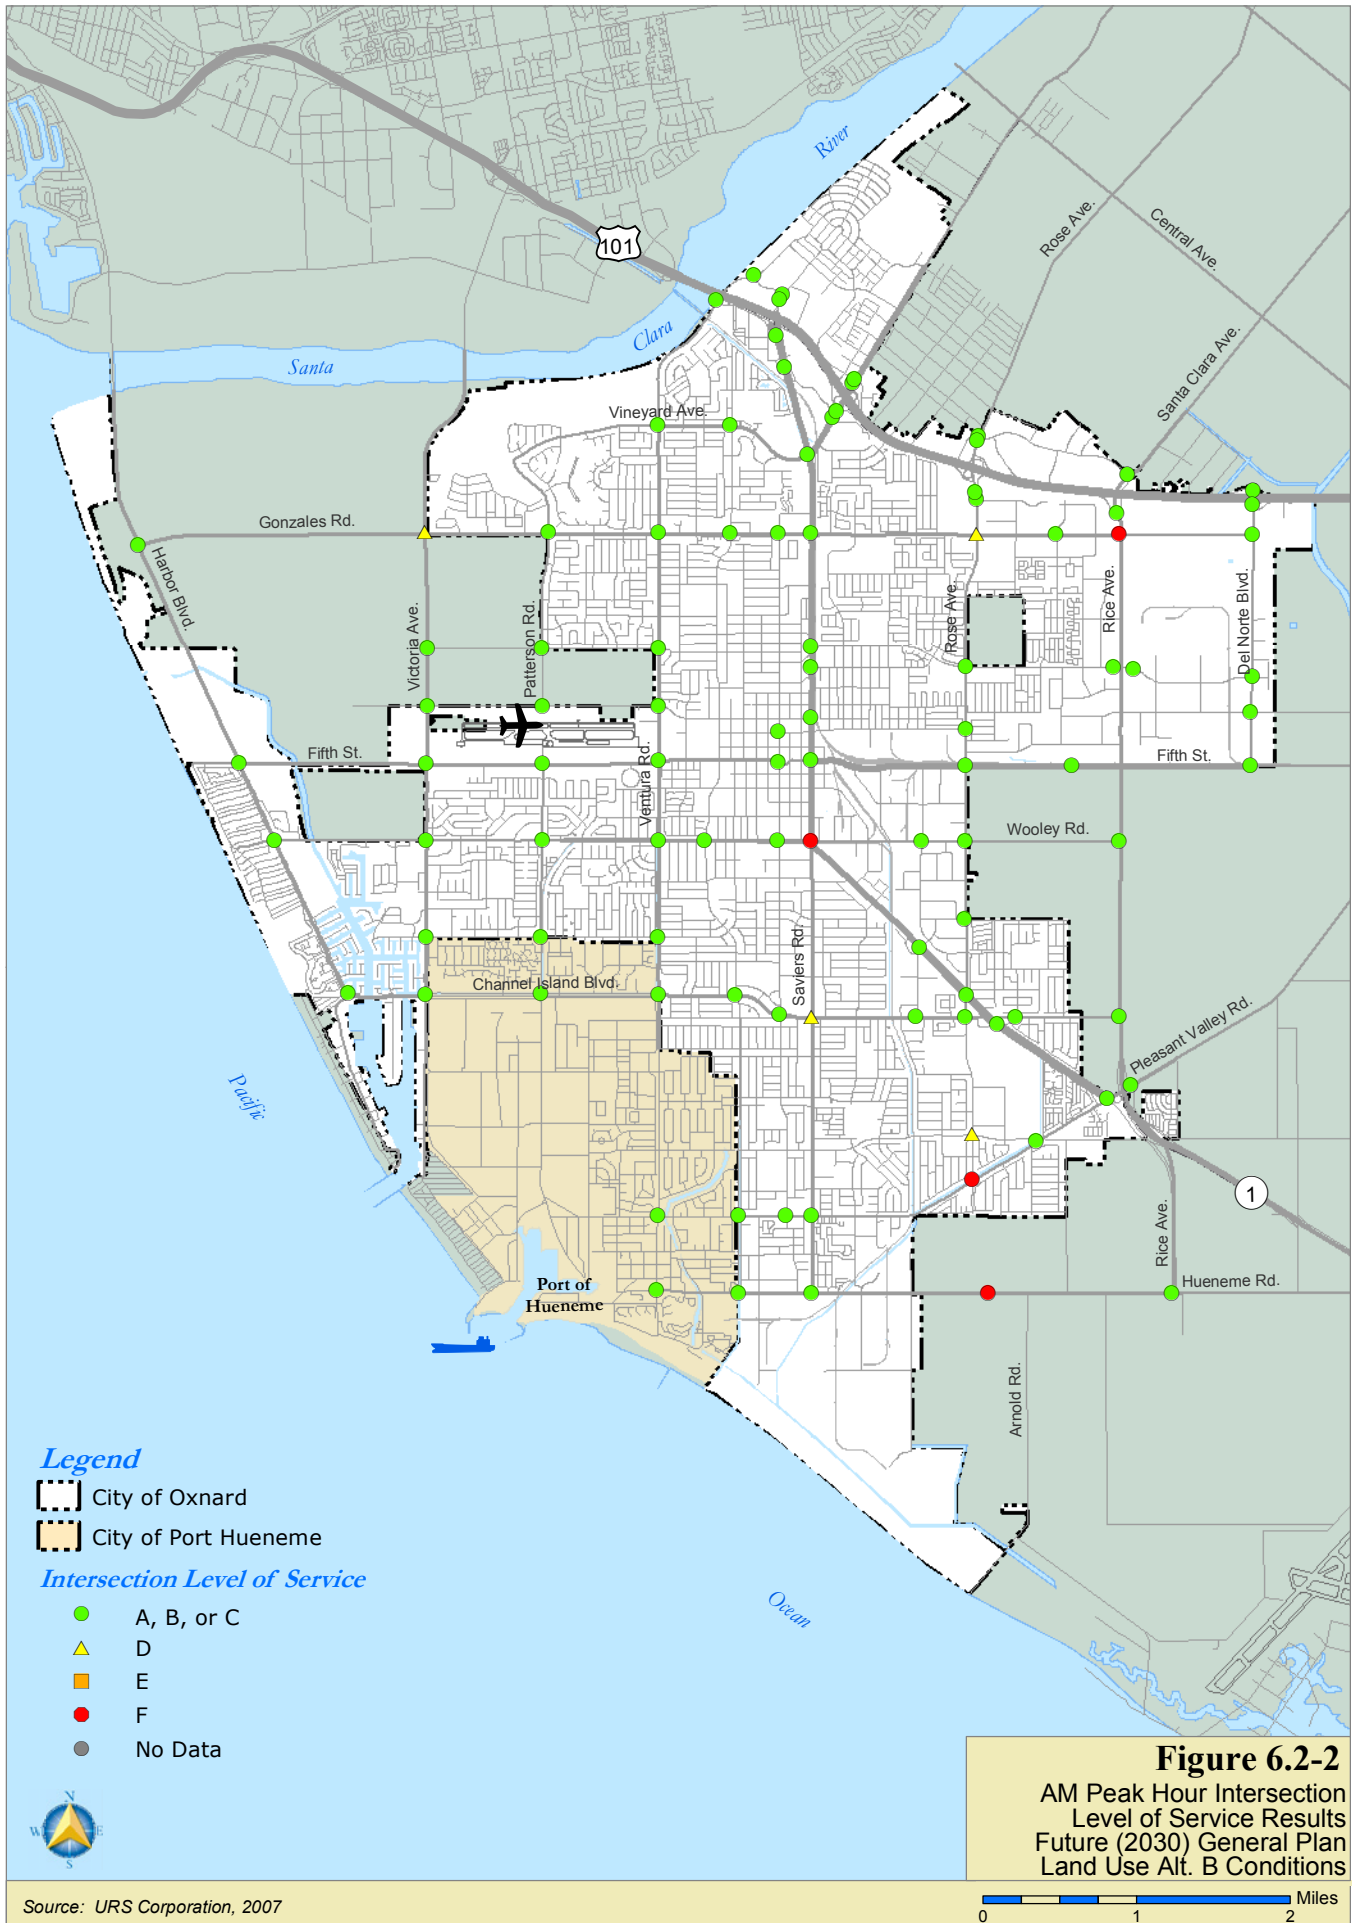 River
101
Rose Ave.
Central Ave.
Clara
Santa
Santa Clara Ave.
Vineyard Ave.
Gonzales Rd.
Harbor Blvd.
Victoria Ave.
Patterson Rd.
Rose Ave.
Rice Ave.
Del Norte Blvd.
Ventura Rd.
Fifth St.
Fifth St.
Wooley Rd.
Saviers Rd.
Channel Island Blvd.
Pleasant Valley Rd.
Pacific
1
Rice Ave.
Port of
Hueneme
Hueneme Rd.
Arnold Rd.
Ocean
Legend
City of Oxnard
City of Port Hueneme
Intersection Level of Service
A, B, or C
D
E
F
No Data
N
W
E
S
Figure 6.2-2
AM Peak Hour Intersection
Level of Service Results
Future (2030) General Plan
Land Use Alt. B Conditions
Source: URS Corporation, 2007
Miles
0 1 2